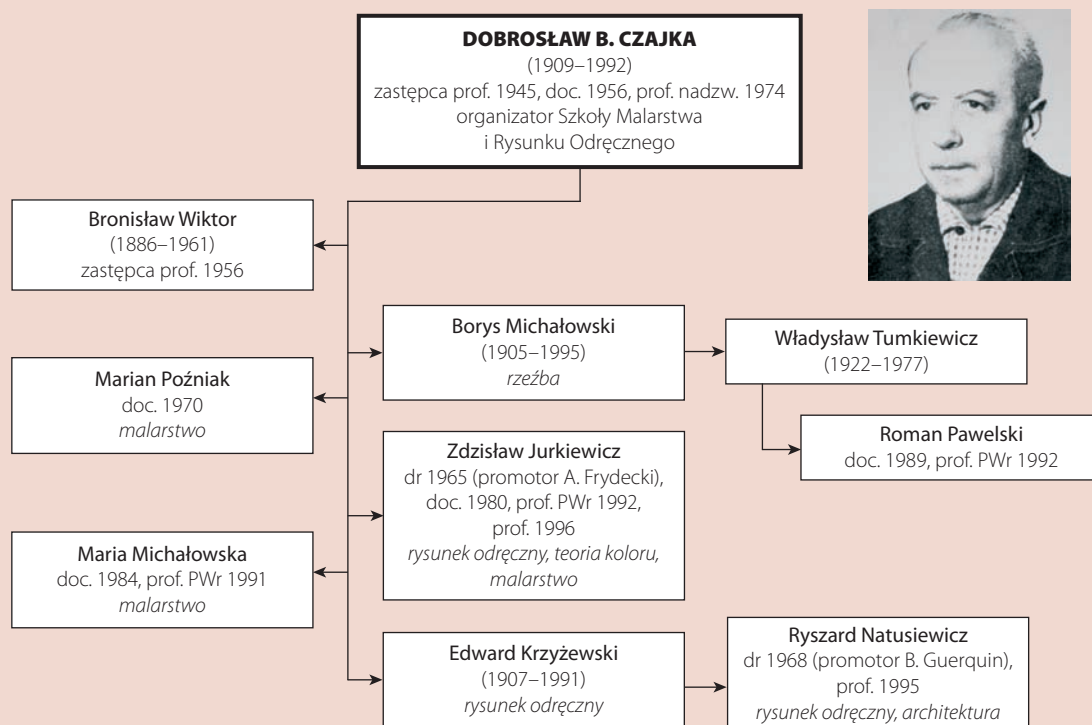 DOBROSŁAW B. CZAJKA
(1909–1992)
zastępca prof. 1945, doc. 1956, prof. nadzw. 1974
organizator Szkoły Malarstwa
i Rysunku Odręcznego
Bronisław Wiktor
(1886–1961)
zastępca prof. 1956
Borys Michałowski
(1905–1995)
rzeźba
Władysław Tumkiewicz
(1922–1977)
Marian Poźniak
doc. 1970
malarstwo
Roman Pawelski
doc. 1989, prof. PWr 1992
Zdzisław Jurkiewicz
dr 1965 (promotor A. Frydecki),
doc. 1980, prof. PWr 1992,
prof. 1996
rysunek odręczny, teoria koloru,
malarstwo
Maria Michałowska
doc. 1984, prof. PWr 1991
malarstwo
Edward Krzyżewski
(1907–1991)
rysunek odręczny
Ryszard Natusiewicz
dr 1968 (promotor B. Guerquin),
prof. 1995
rysunek odręczny, architektura